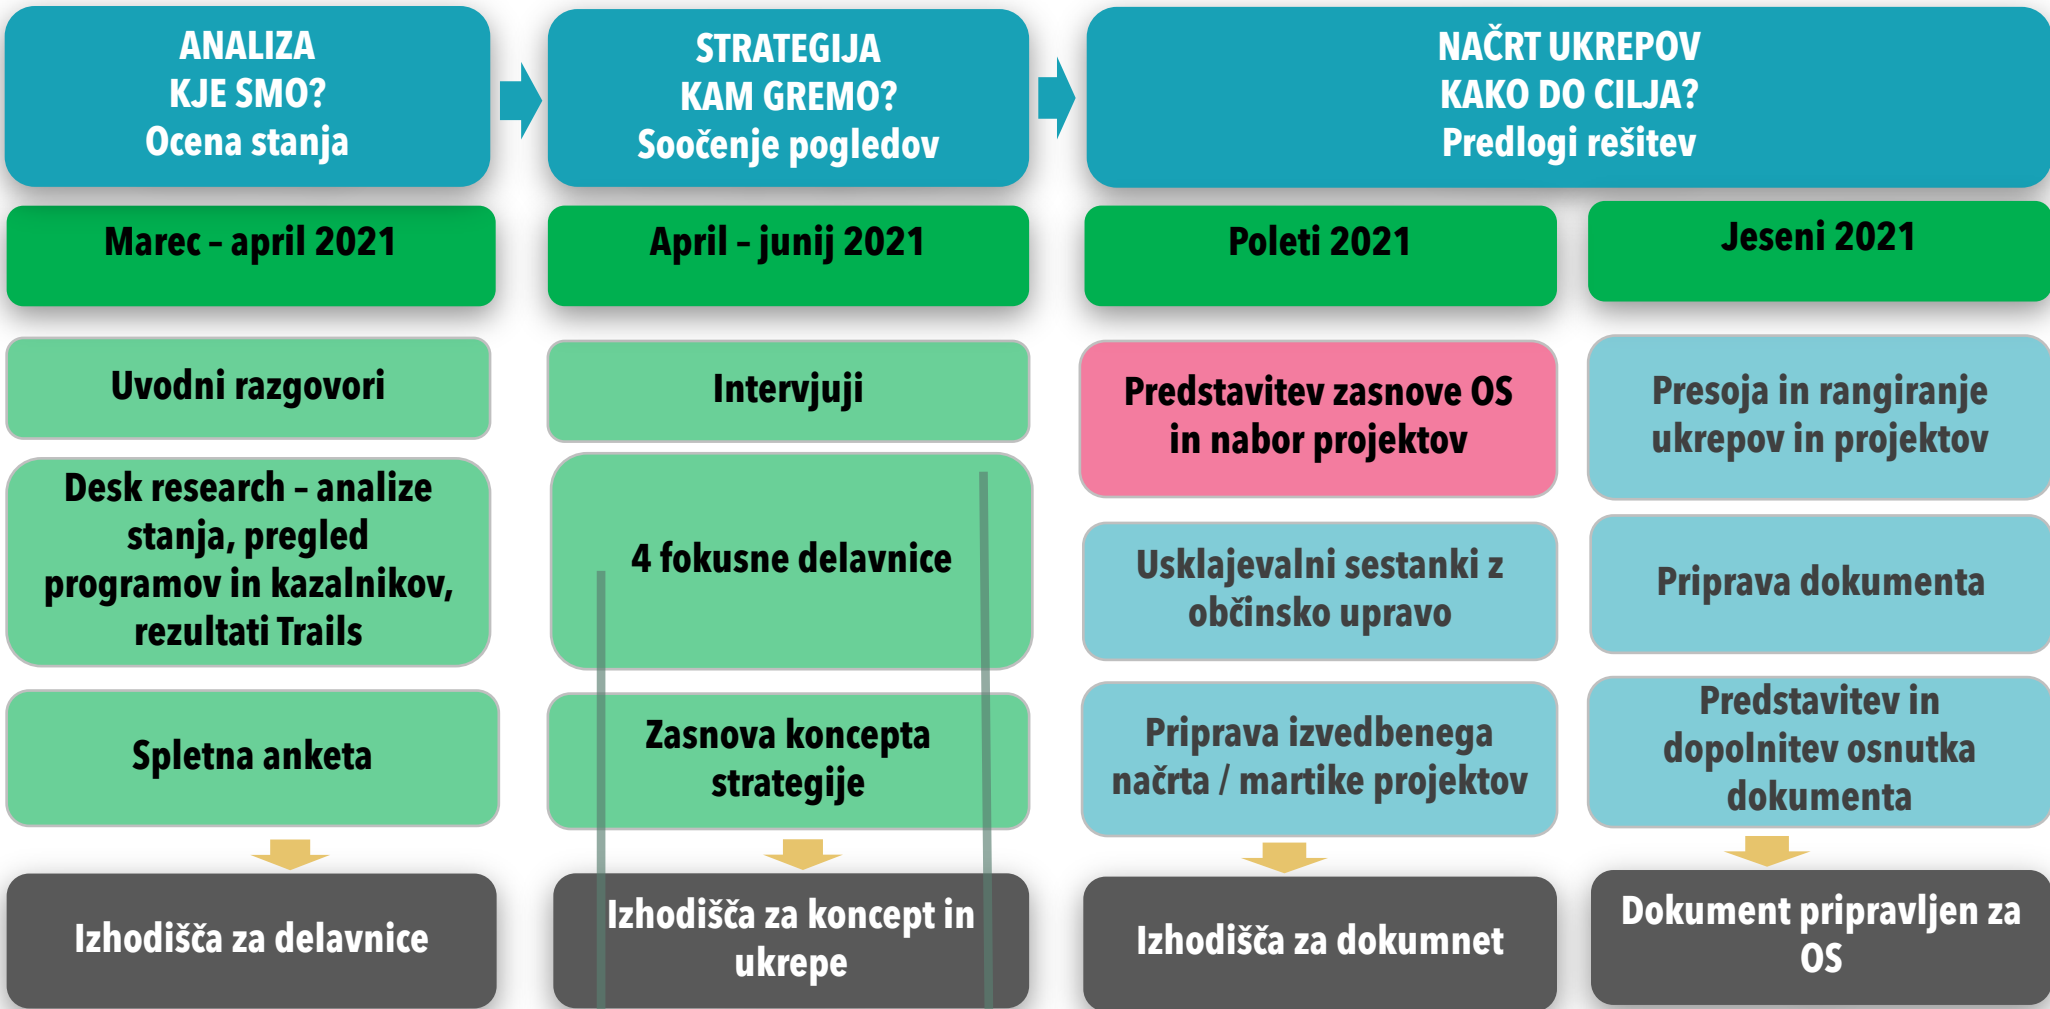 ANALIZA
KJE SMO?
Ocena stanja
STRATEGIJA
KAM GREMO?
Soočenje pogledov
NAČRT UKREPOV
KAKO DO CILJA?
Predlogi rešitev
Marec – april 2021
April – junij 2021
Poleti 2021
Jeseni 2021
Uvodni razgovori
Desk research – analize
stanja, pregled
programov in kazalnikov,
rezultati Trails
Spletna anketa
Izhodišča za delavnice
Intervjuji
4 fokusne delavnice
Zasnova koncepta
strategije
Izhodišča za koncept in
ukrepe
Predstavitev zasnove OS
in nabor projektov
Usklajevalni sestanki z
občinsko upravo
Priprava izvedbenega
načrta / martike projektov
Izhodišča za dokumnet
Presoja in rangiranje
ukrepov in projektov
Priprava dokumenta
Predstavitev in
dopolnitev osnutka
dokumenta
Dokument pripravljen za
OS